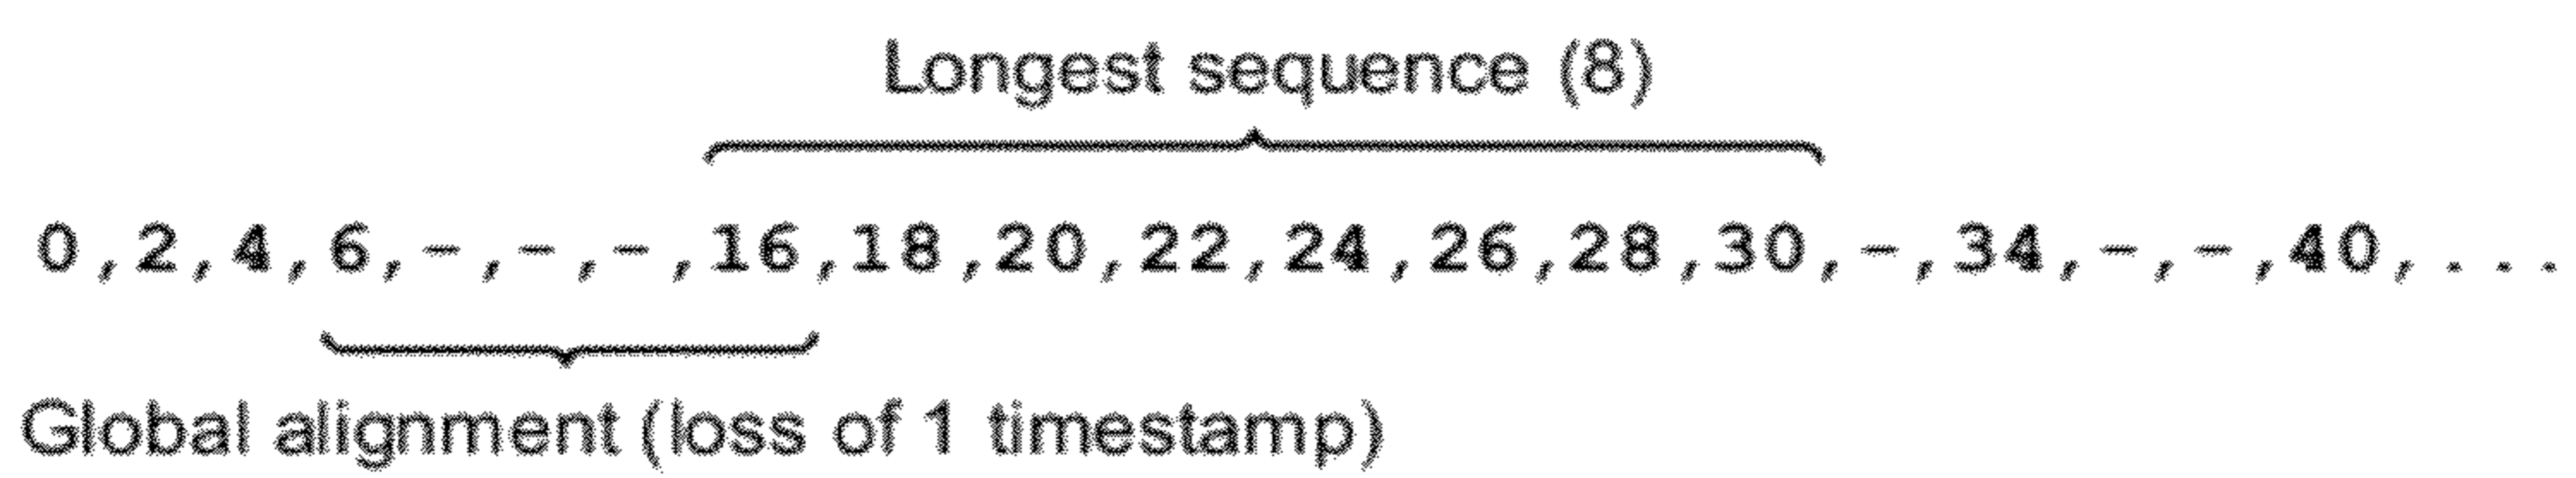 Longest sequence (8)
0,2,4,6,-,-,-,16,18,20,22,24,26,28,30,-,34,-,-,40,...
Global alignment (loss of 1 timestamp)